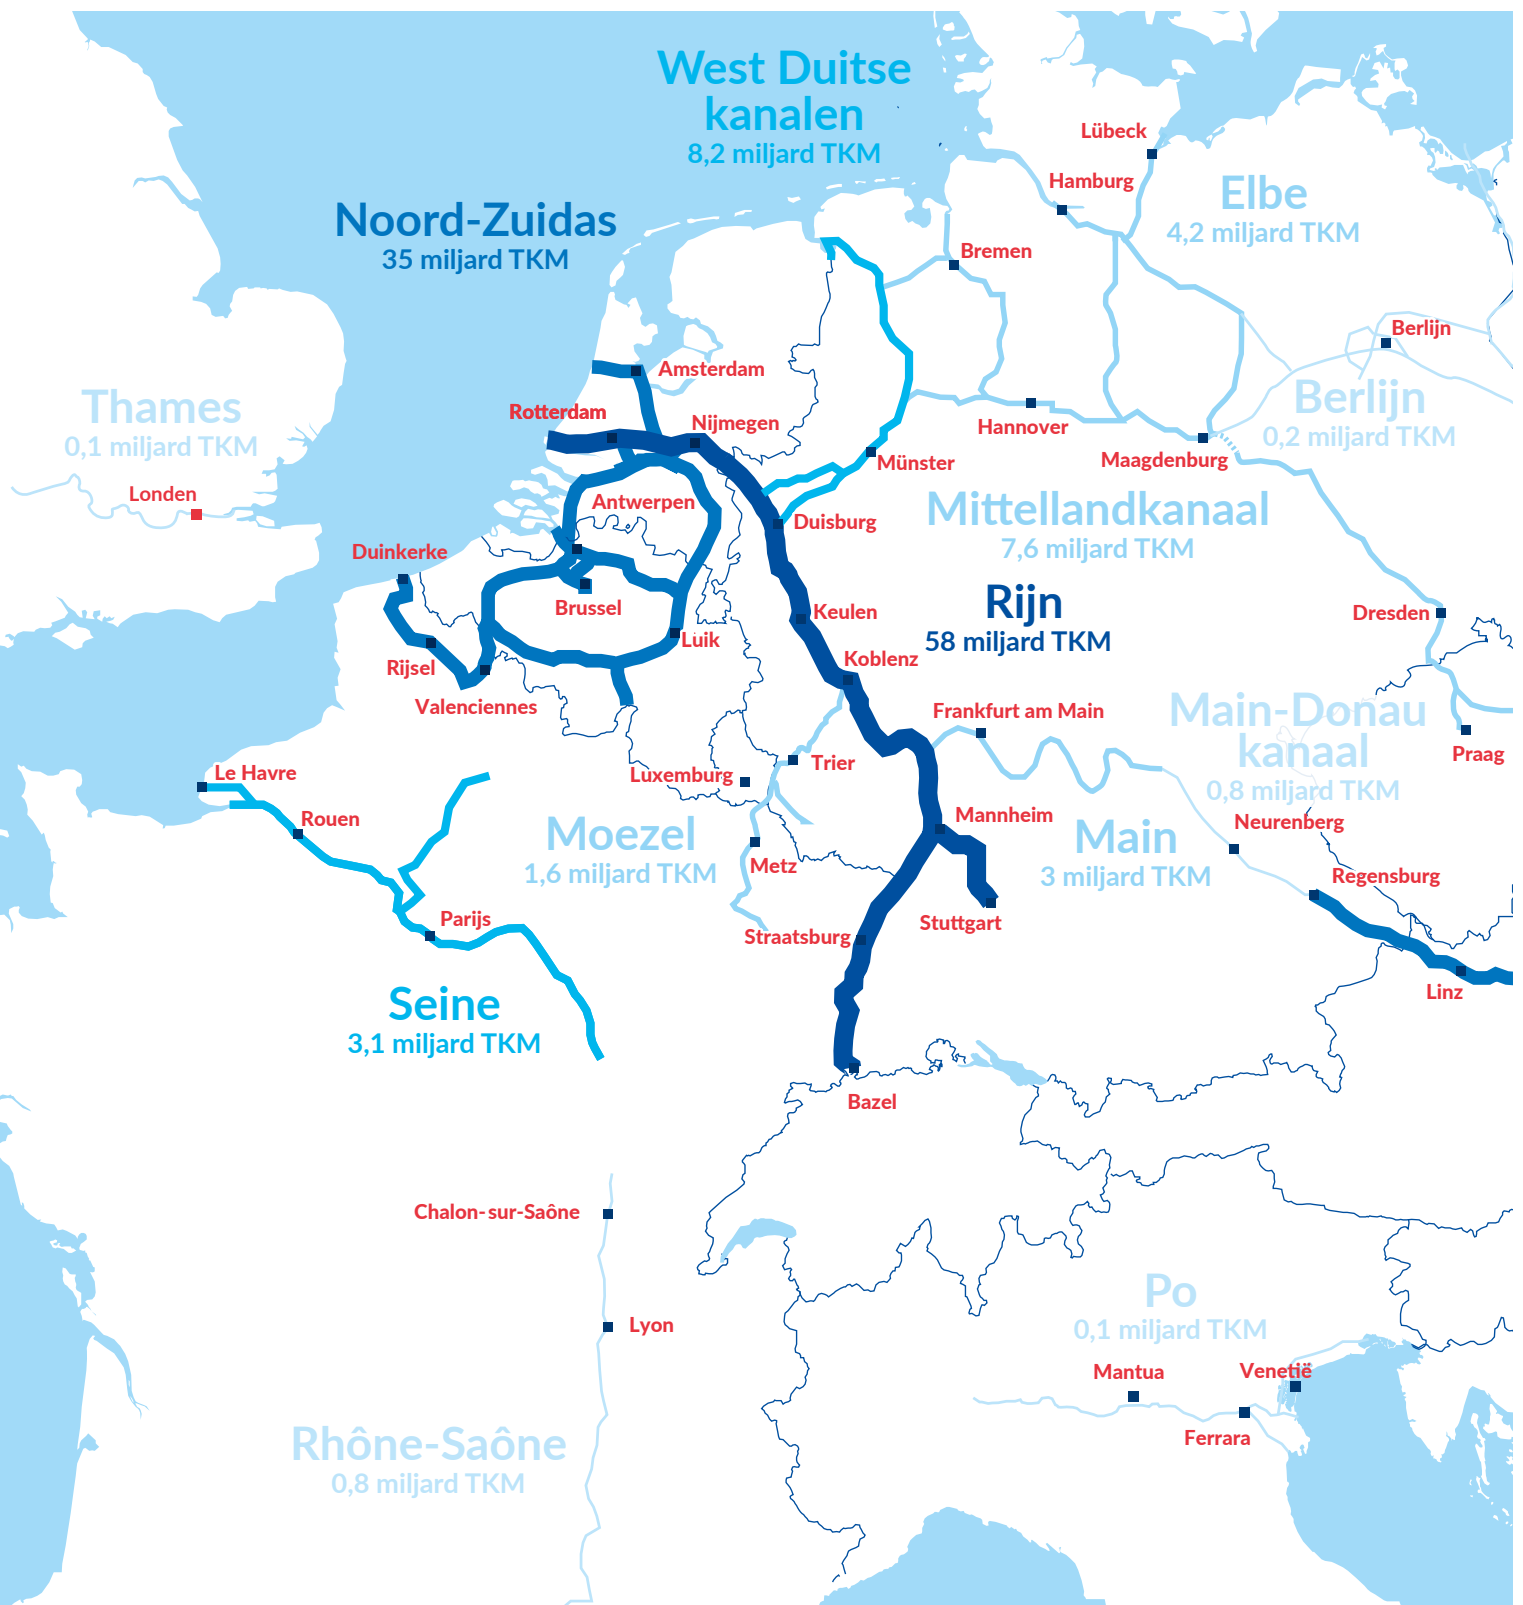 West Duitse
kanalen
8,2 miljard TKM
Lübeck
Hamburg
Elbe
4,2 miljard TKM
Noord-Zuidas
35 miljard TKM
Bremen
Berlijn
Amsterdam
Thames
0,1 miljard TKM
Berlijn
0,2 miljard TKM
Rotterdam
Nijmegen
Hannover
Maagdenburg
Münster
Londen
Antwerpen
Duisburg
Mittellandkanaal
7,6 miljard TKM
Duinkerke
Brussel
Keulen
Rijn
58 miljard TKM
Dresden
Rijsel
Luik
Koblenz
Valenciennes
Frankfurt am Main
Main-Donau
kanaal
0,8 miljard TKM
Praag
Le Havre
Luxemburg
Trier
Rouen
Moezel
1,6 miljard TKM
Metz
Mannheim
Main
3 miljard TKM
Neurenberg
Regensburg
Parijs
Straatsburg
Stuttgart
Linz
Seine
3,1 miljard TKM
Bazel
Chalon-sur-Saône
Lyon
Po
0,1 miljard TKM
Mantua
Venetië
Ferrara
Rhône-Saône
0,8 miljard TKM